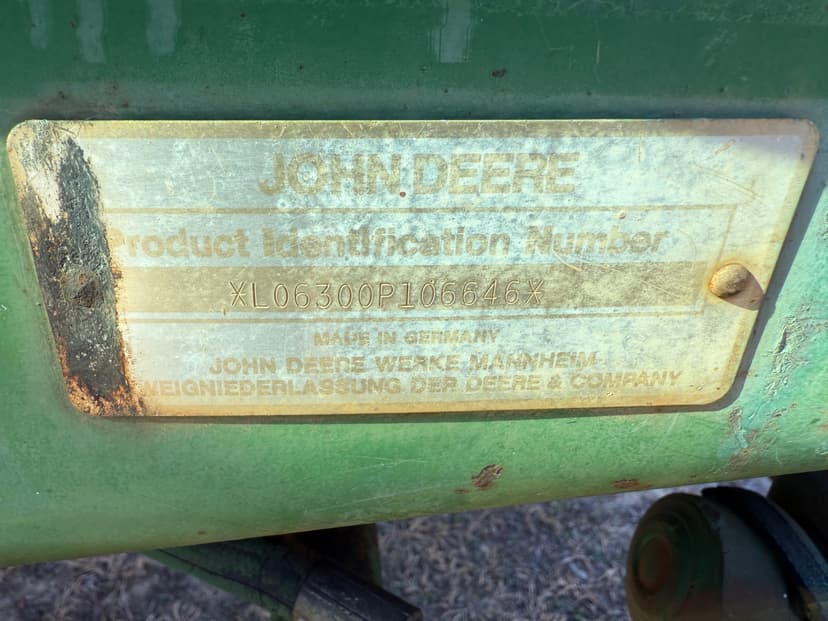 JOHN DEERE
Product Identification Number
*L06300P106646*
MADE IN GERMANY
JOHN DEERE WERKE MANNHEIM
ZWEIGNIEDERLASSUNG DER DEERE & COMPANY